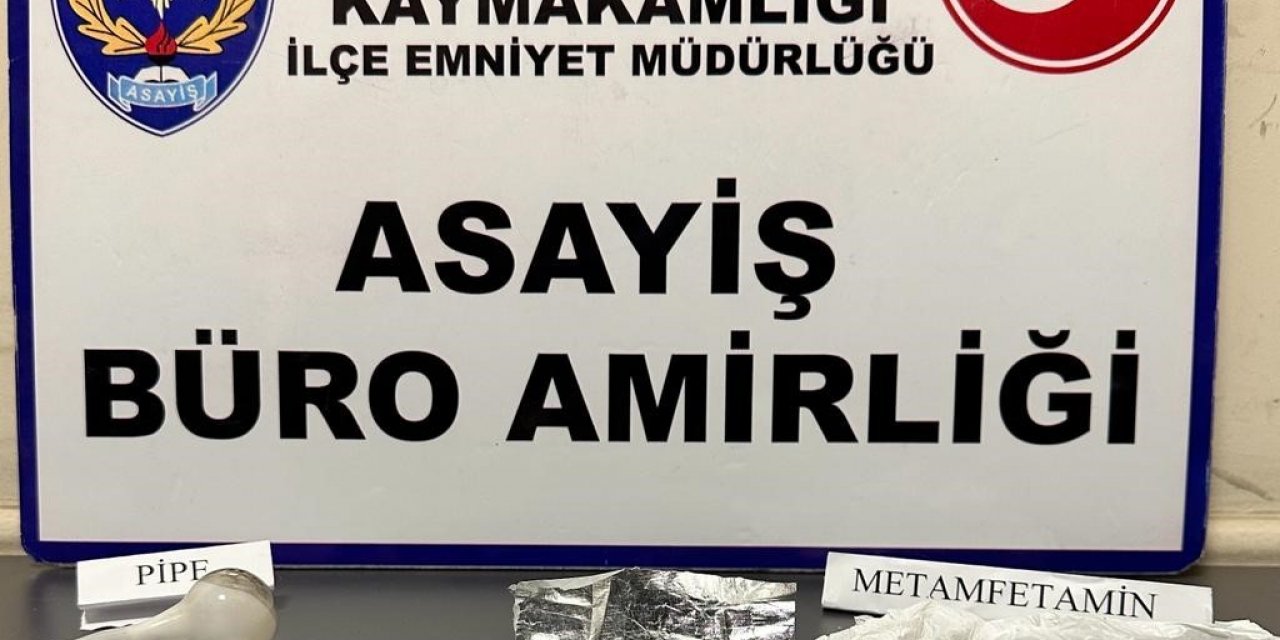 KAYMAKAMLIĞI
İLÇE EMNİYET MÜDÜRLÜĞÜ
ASAYİŞ
ASAYİŞ
BÜRO AMİRLİĞİ
PİPE
METAMFETAMİN